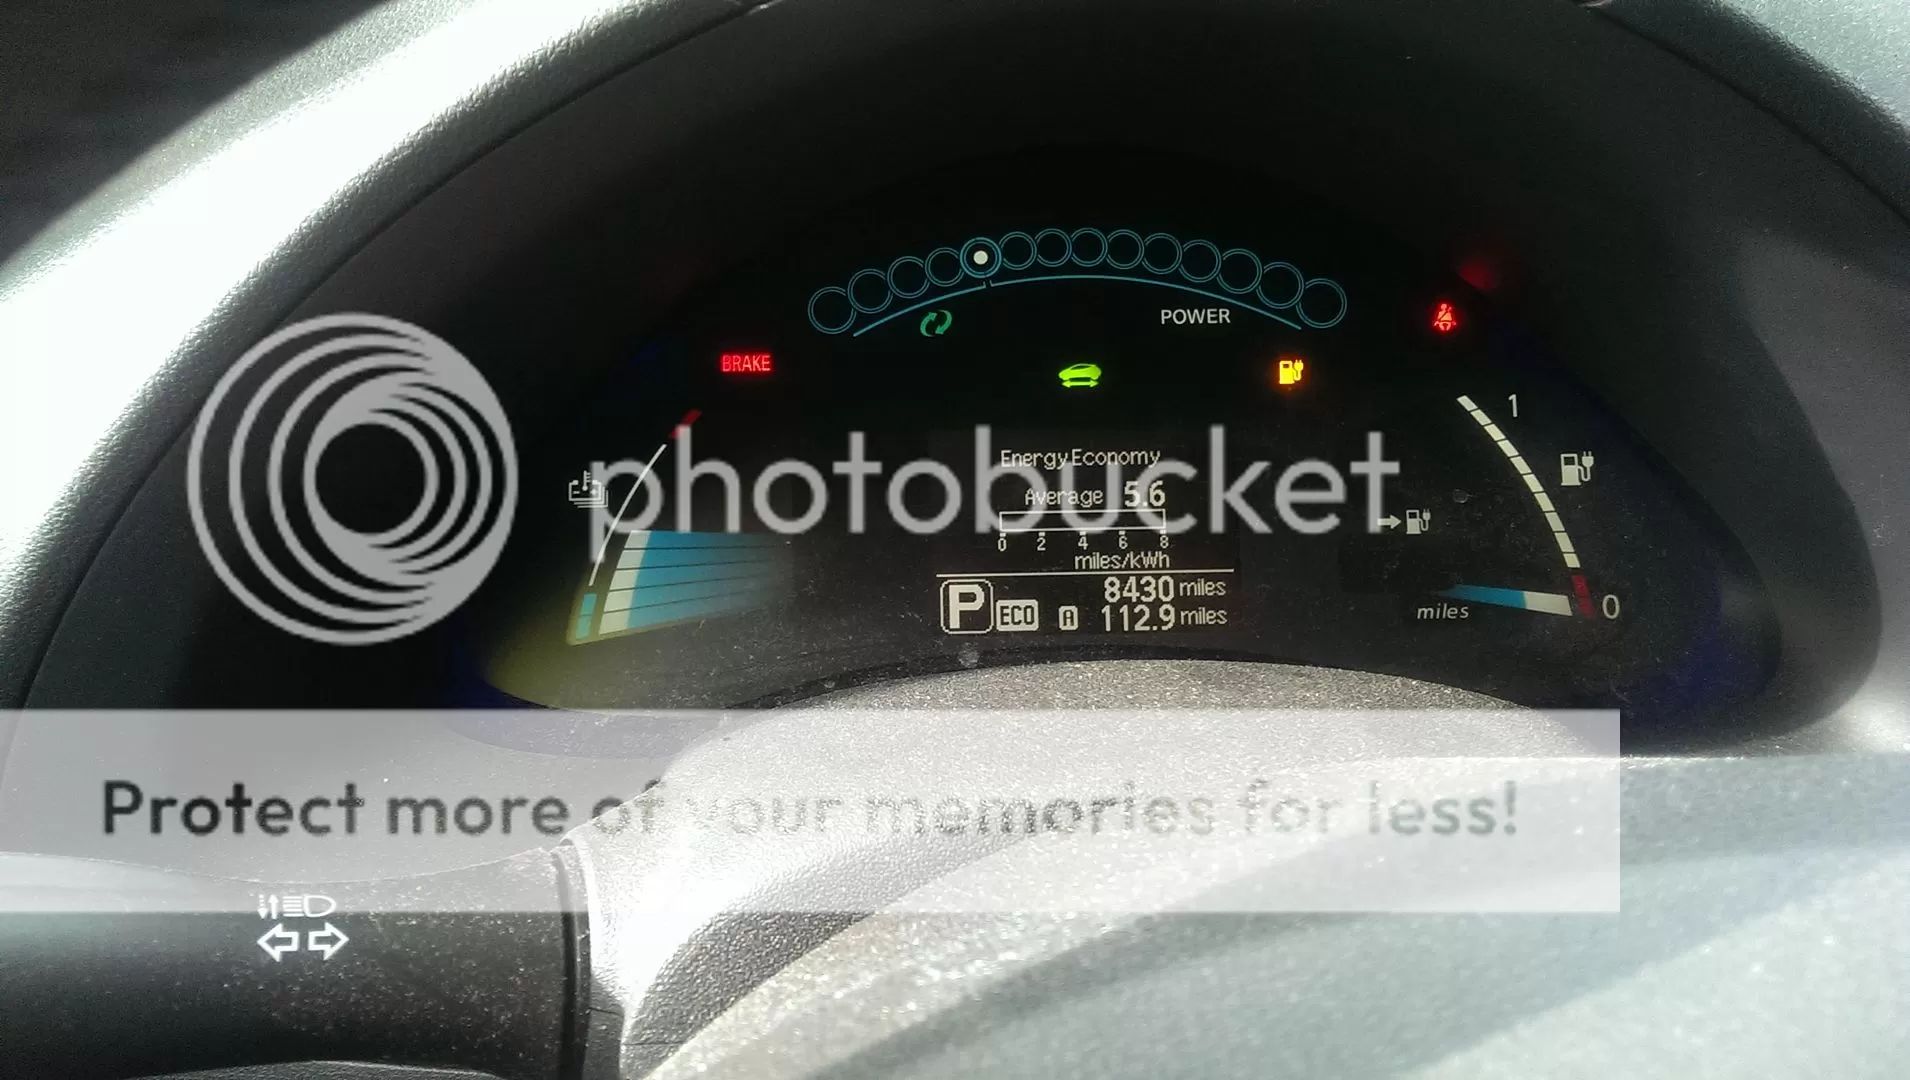 POWER
BRAKE
1
Energy Economy
Average 5.6
0 2 4 6 8
miles/kWh
8430 miles
P ECO A 112.9 miles
miles
0
photobucket
Protect more of your memories for less!